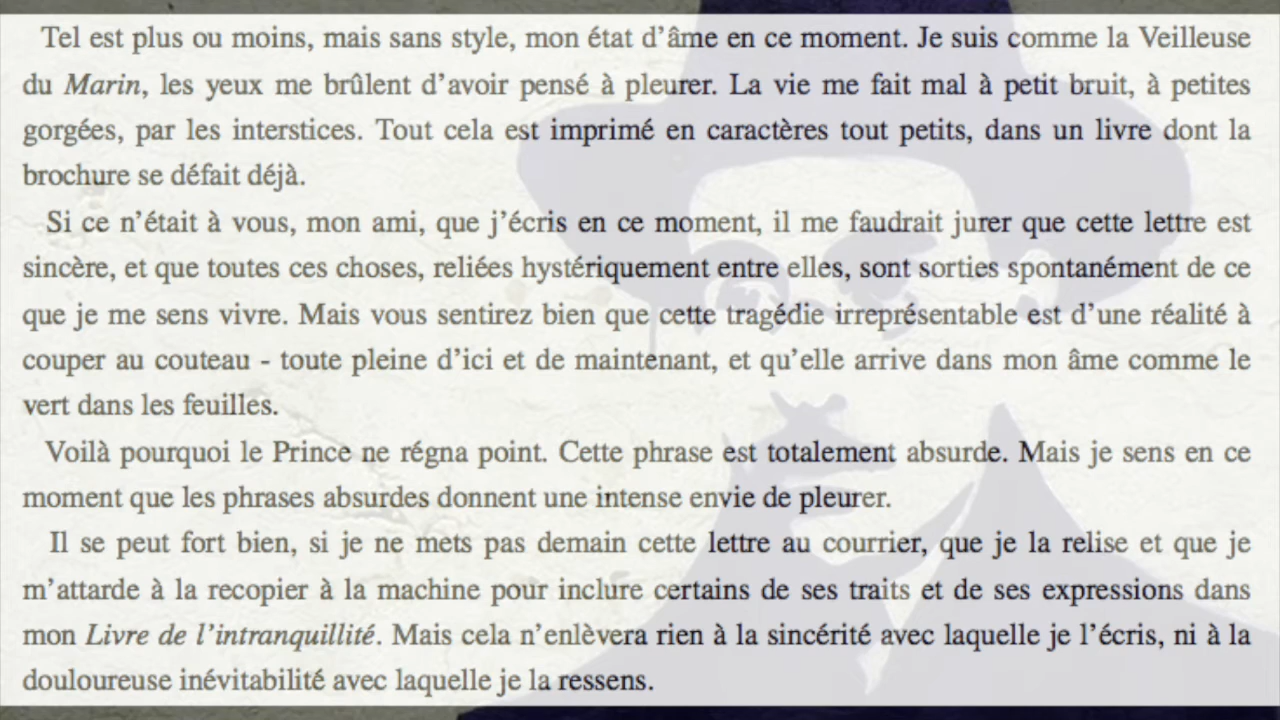 Tel est plus ou moins, mais sans style, mon état d’âme en ce moment. Je suis comme la Veilleuse
du Marin, les yeux me brûlent d’avoir pensé à pleurer. La vie me fait mal à petit bruit, à petites
gorgées, par les interstices. Tout cela est imprimé en caractères tout petits, dans un livre dont la
brochure se défait déjà.
Si ce n’était à vous, mon ami, que j’écris en ce moment, il me faudrait jurer que cette lettre est
sincère, et que toutes ces choses, reliées hystériquement entre elles, sont sorties spontanément de ce
que je me sens vivre. Mais vous sentirez bien que cette tragédie irreprésentable est d’une réalité à
couper au couteau - toute pleine d’ici et de maintenant, et qu’elle arrive dans mon âme comme le
vert dans les feuilles.
Voilà pourquoi le Prince ne régna point. Cette phrase est totalement absurde. Mais je sens en ce
moment que les phrases absurdes donnent une intense envie de pleurer.
Il se peut fort bien, si je ne mets pas demain cette lettre au courrier, que je la relise et que je
m’attarde à la recopier à la machine pour inclure certains de ses traits et de ses expressions dans
mon Livre de l’intranquillité. Mais cela n’enlèvera rien à la sincérité avec laquelle je l’écris, ni à la
douloureuse inévitabilité avec laquelle je la ressens.